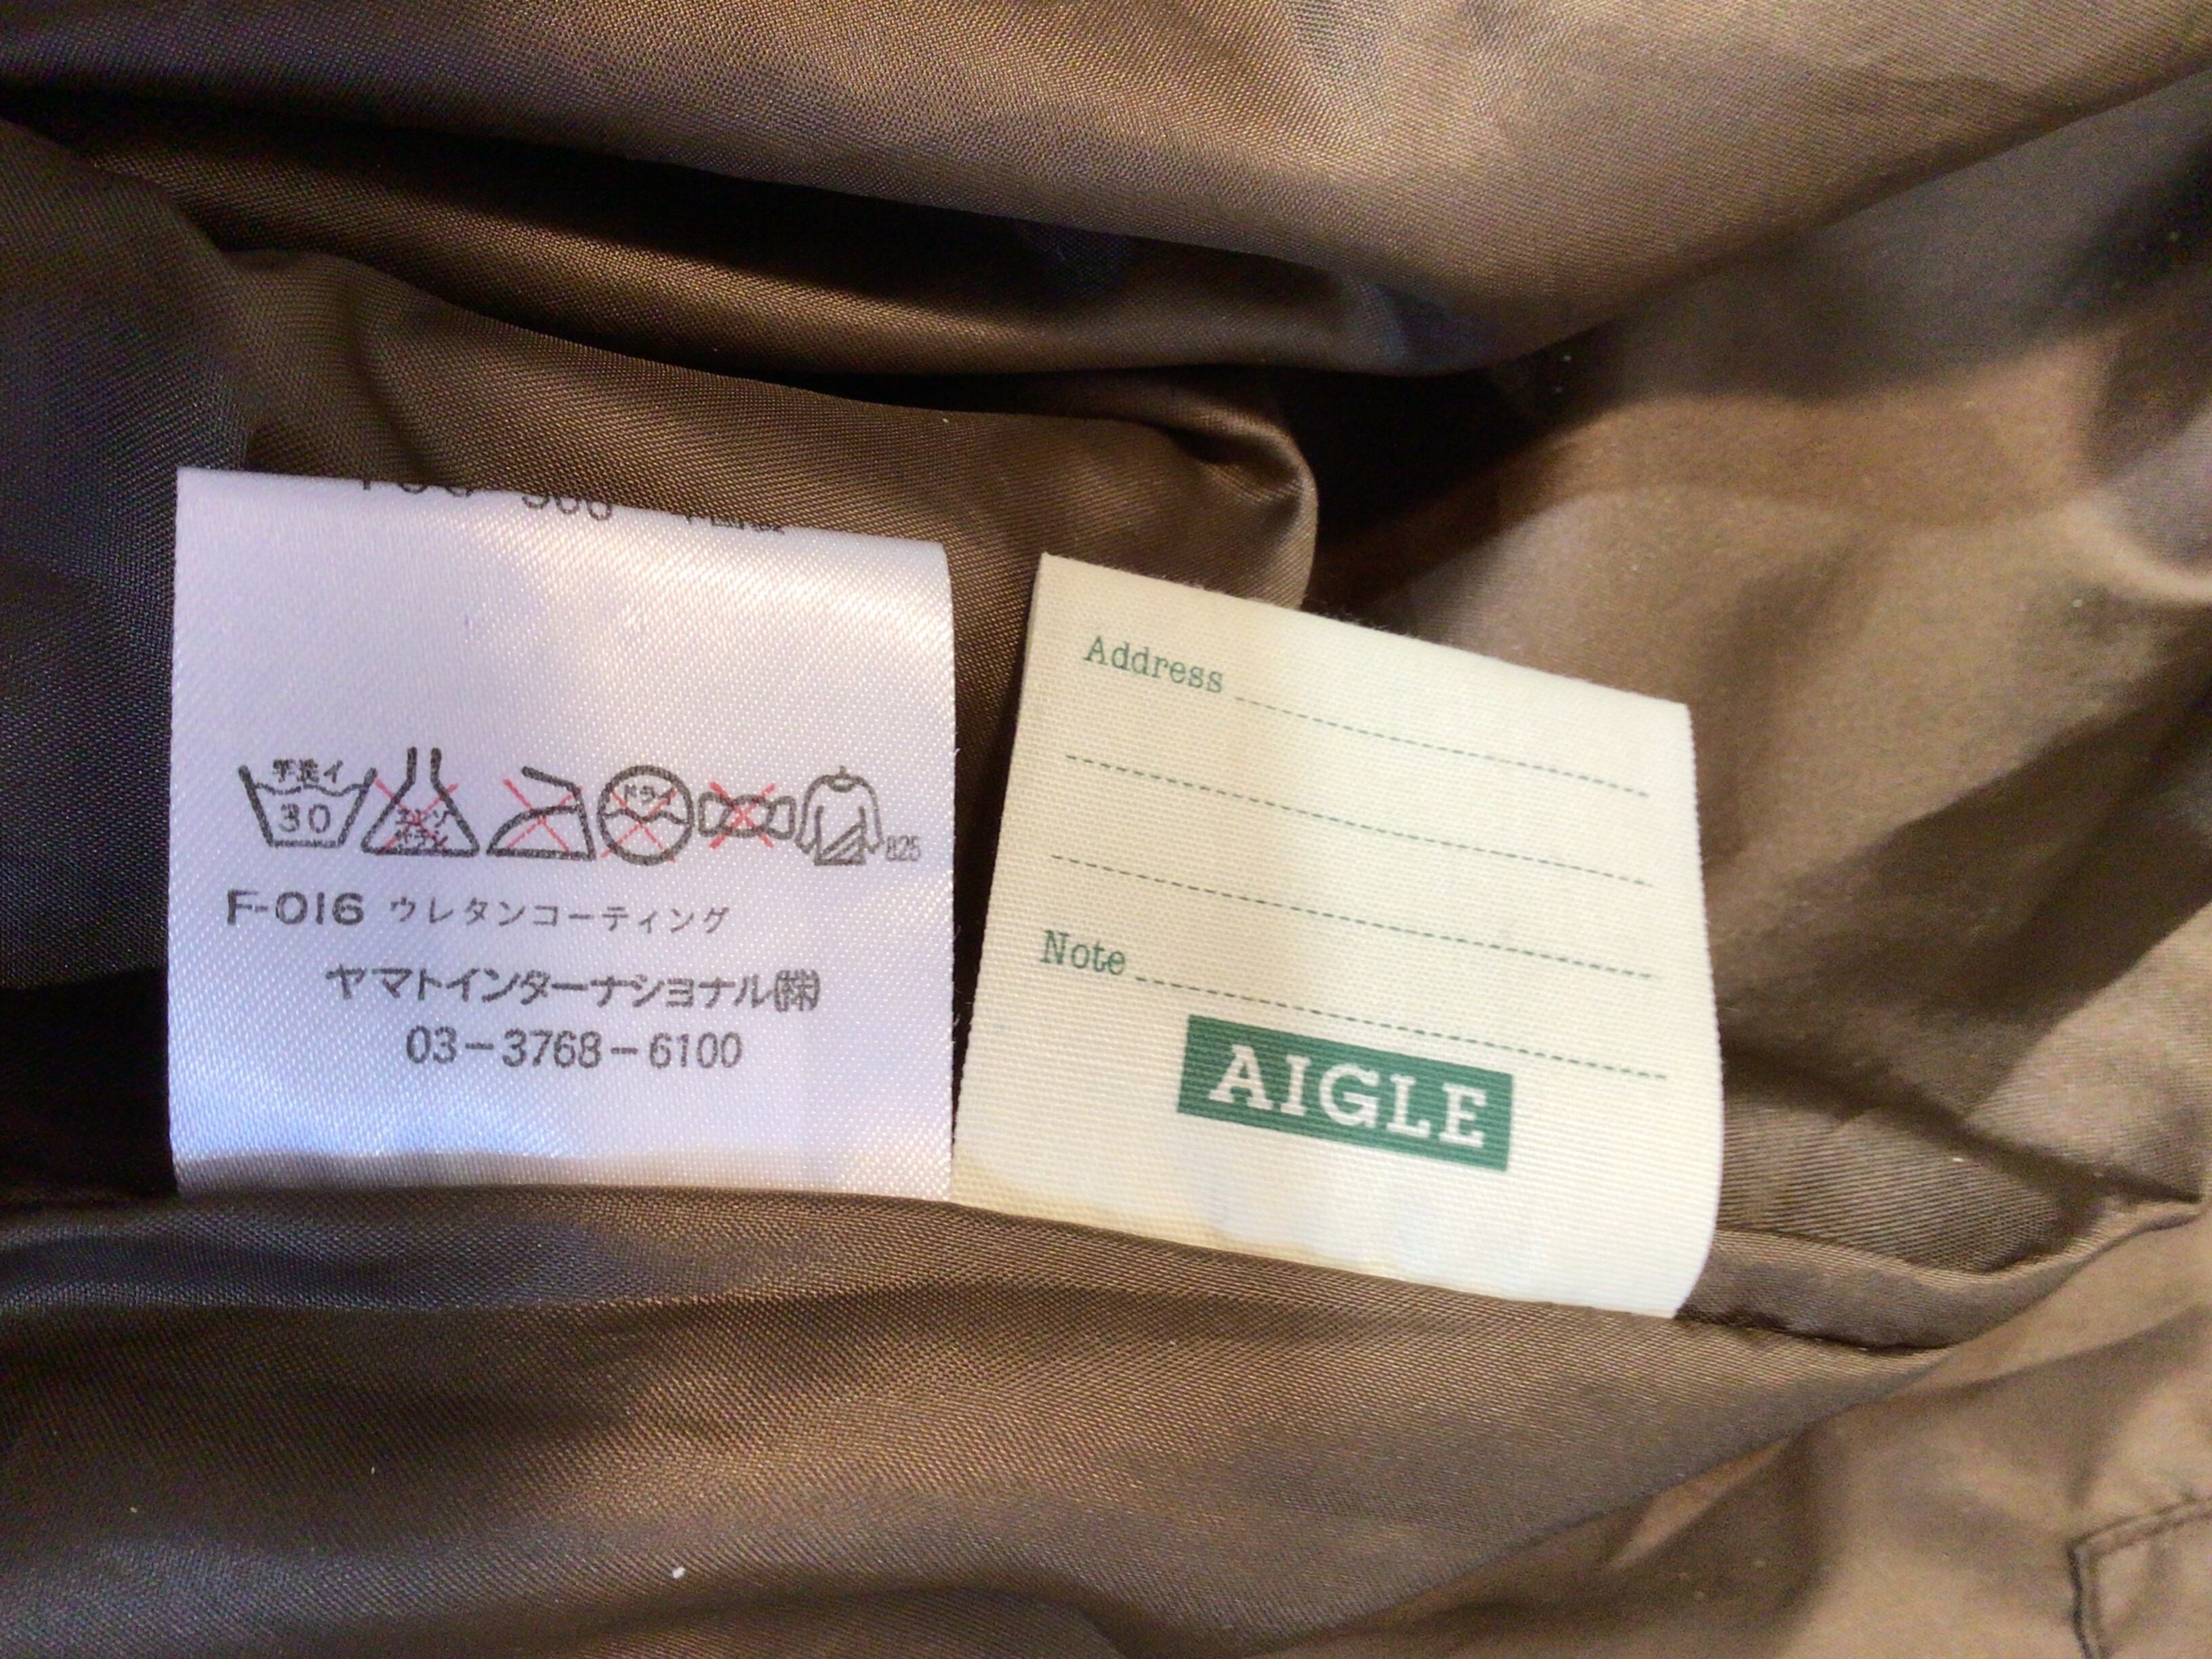 手洗イ
30
エンソ
サラシ
ドライ
825
F-016 ウレタンコーティング
ヤマトインターナショナル㈱
03-3768-6100
Address
Note
AIGLE